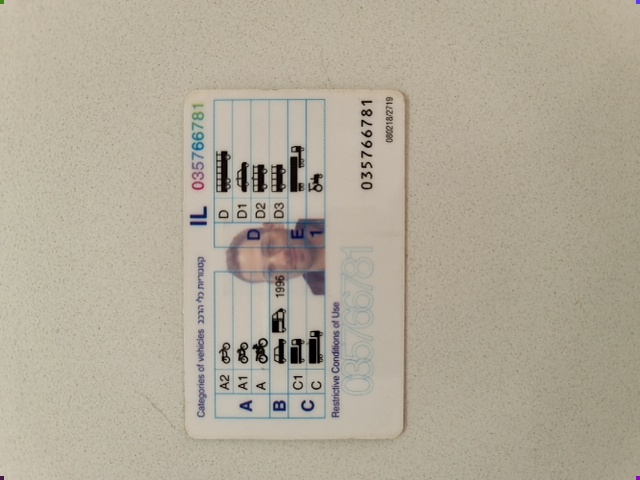 Categories of vehicles קטגוריות כלי הרכב IL 035766781
A2 D
A A1 D D1
A D2
B 1996 D3
C C1 E
C 1
Restrictive Conditions of Use
035766781
035766781
080218/2719